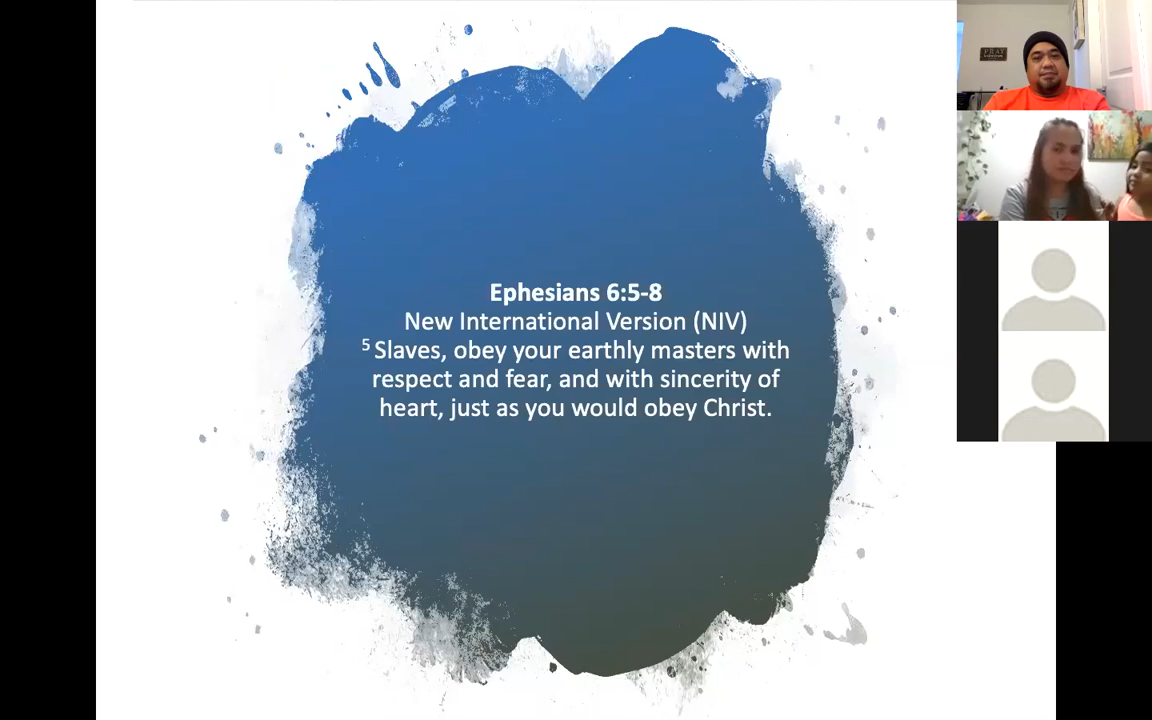 Ephesians 6:5-8
New International Version (NIV)
5 Slaves, obey your earthly masters with
respect and fear, and with sincerity of
heart, just as you would obey Christ.
PRAY